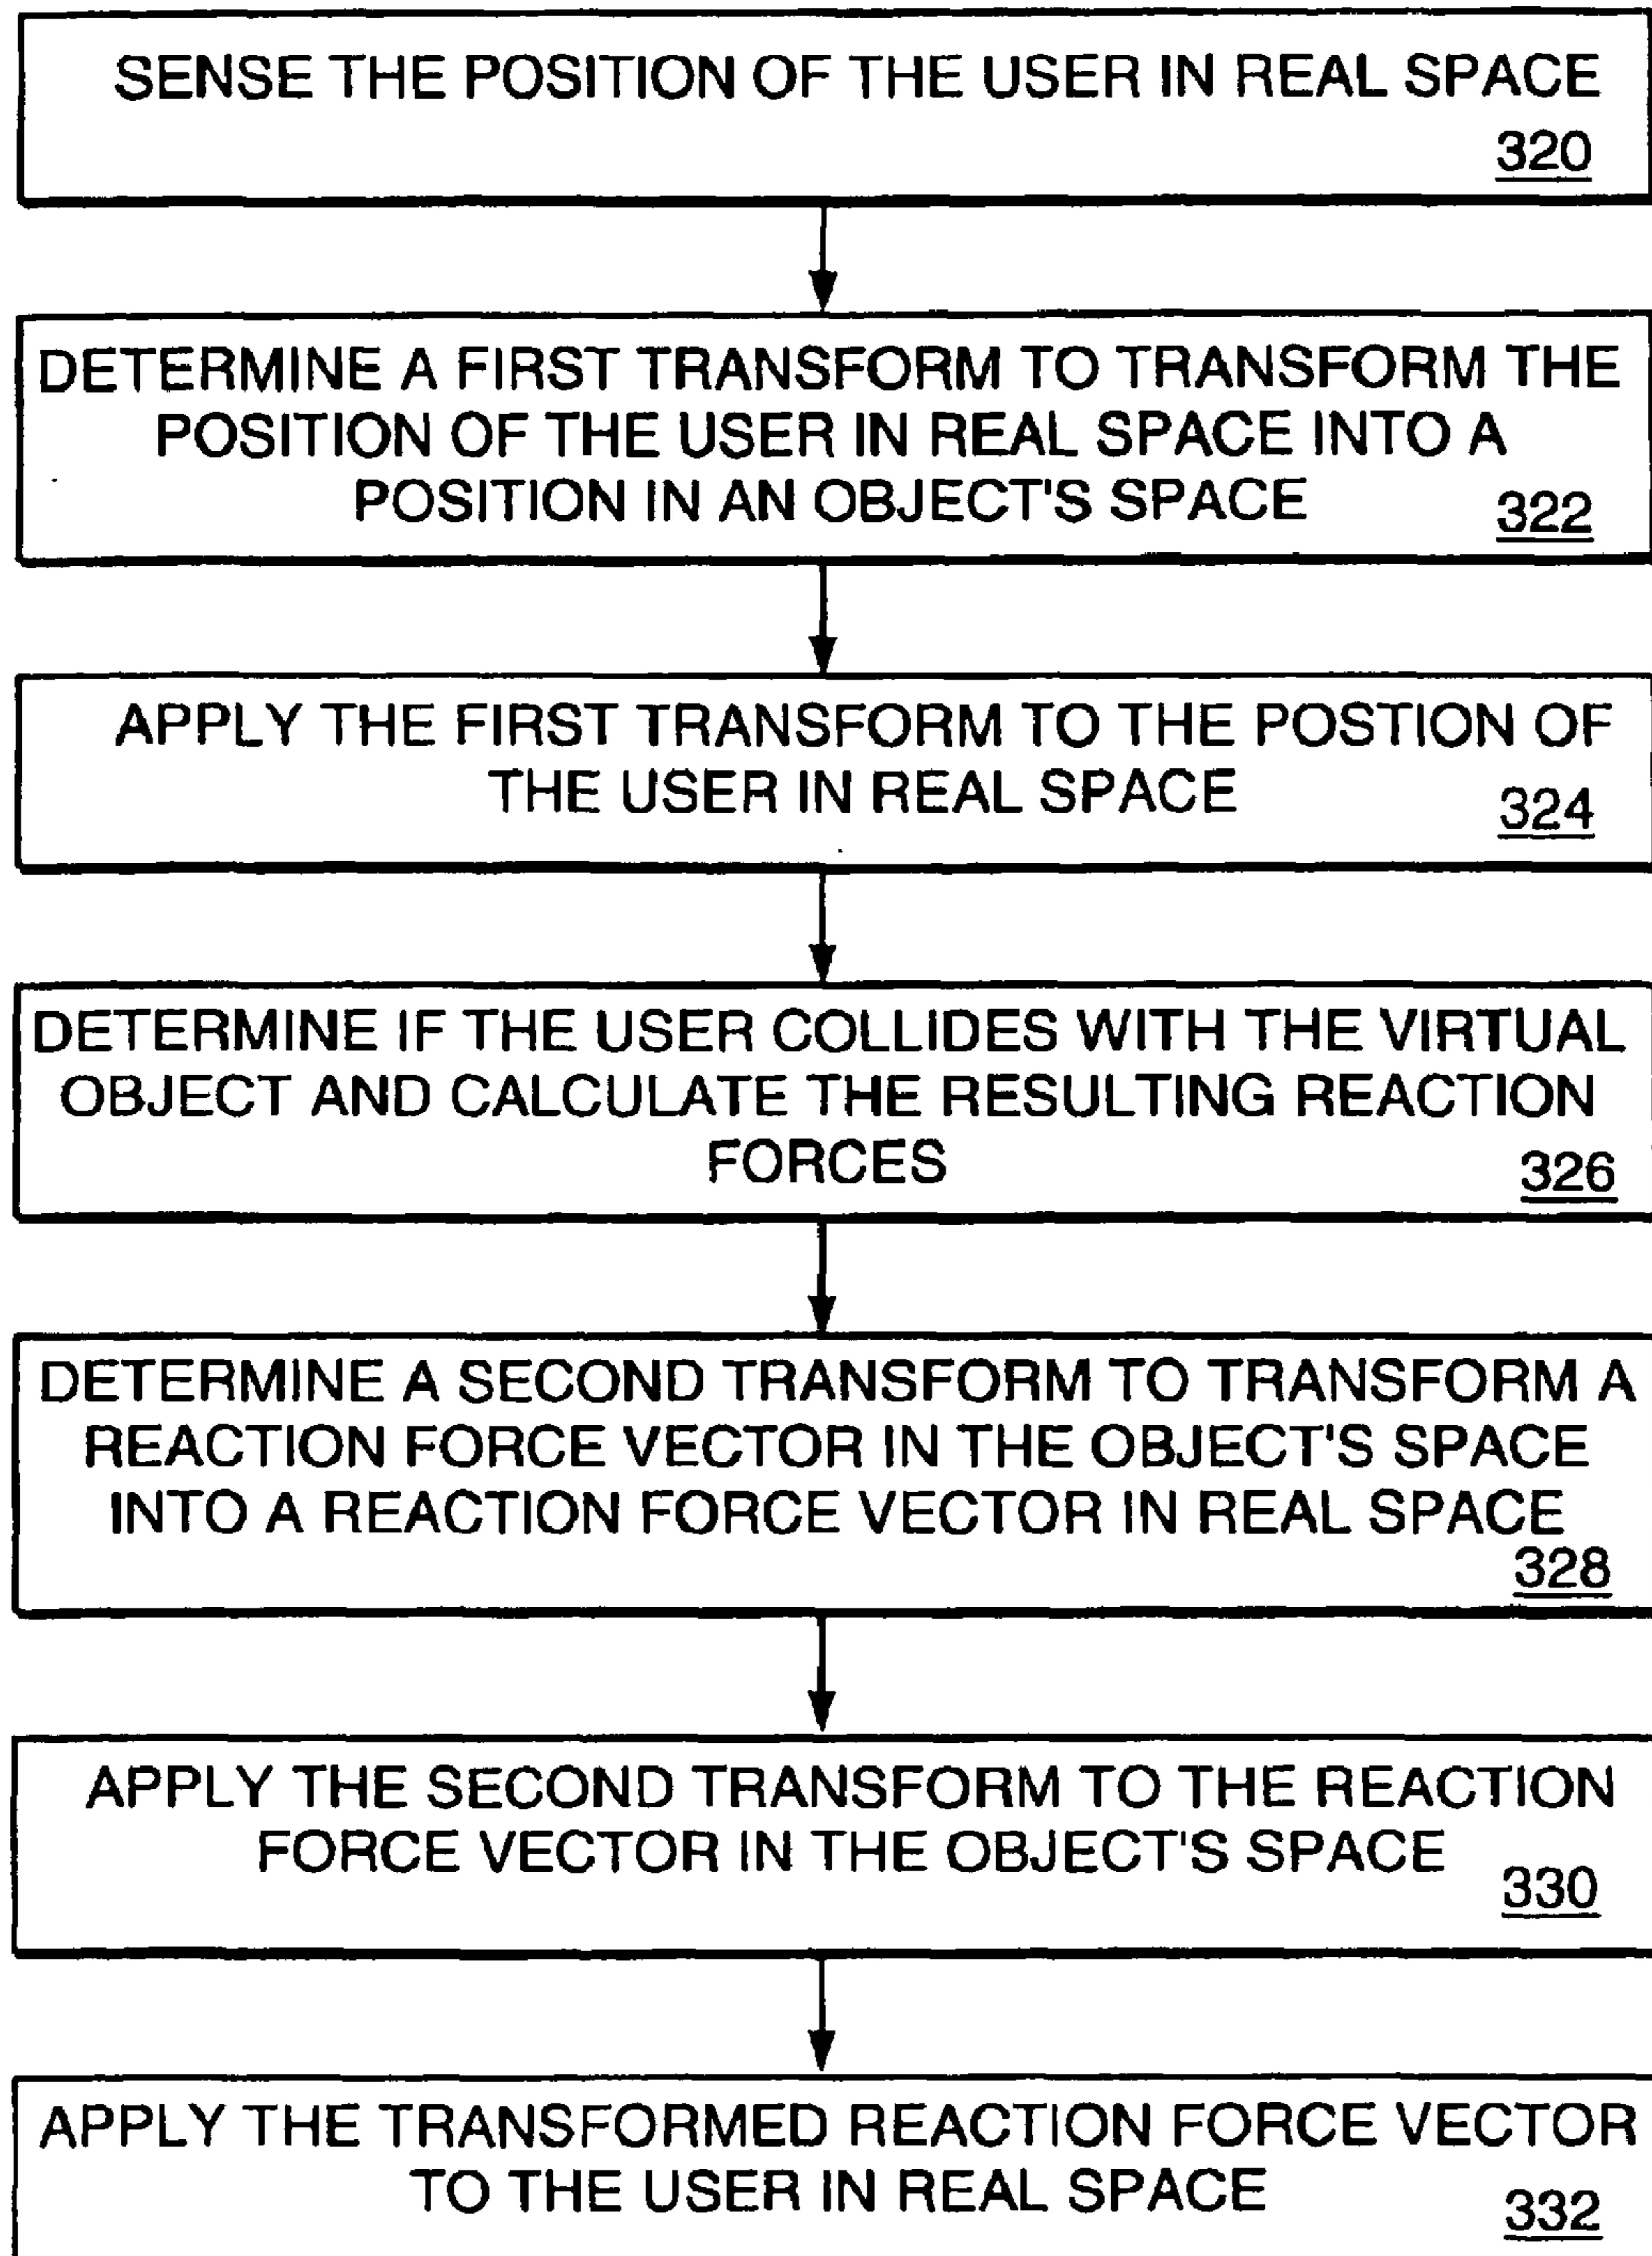 SENSE THE POSITION OF THE USER IN REAL SPACE
320
DETERMINE A FIRST TRANSFORM TO TRANSFORM THE
POSITION OF THE USER IN REAL SPACE INTO A
POSITION IN AN OBJECT'S SPACE
322
APPLY THE FIRST TRANSFORM TO THE POSTION OF
THE USER IN REAL SPACE
324
DETERMINE IF THE USER COLLIDES WITH THE VIRTUAL
OBJECT AND CALCULATE THE RESULTING REACTION
FORCES
326
DETERMINE A SECOND TRANSFORM TO TRANSFORM A
REACTION FORCE VECTOR IN THE OBJECT'S SPACE
INTO A REACTION FORCE VECTOR IN REAL SPACE
328
APPLY THE SECOND TRANSFORM TO THE REACTION
FORCE VECTOR IN THE OBJECT'S SPACE
330
APPLY THE TRANSFORMED REACTION FORCE VECTOR
TO THE USER IN REAL SPACE
332